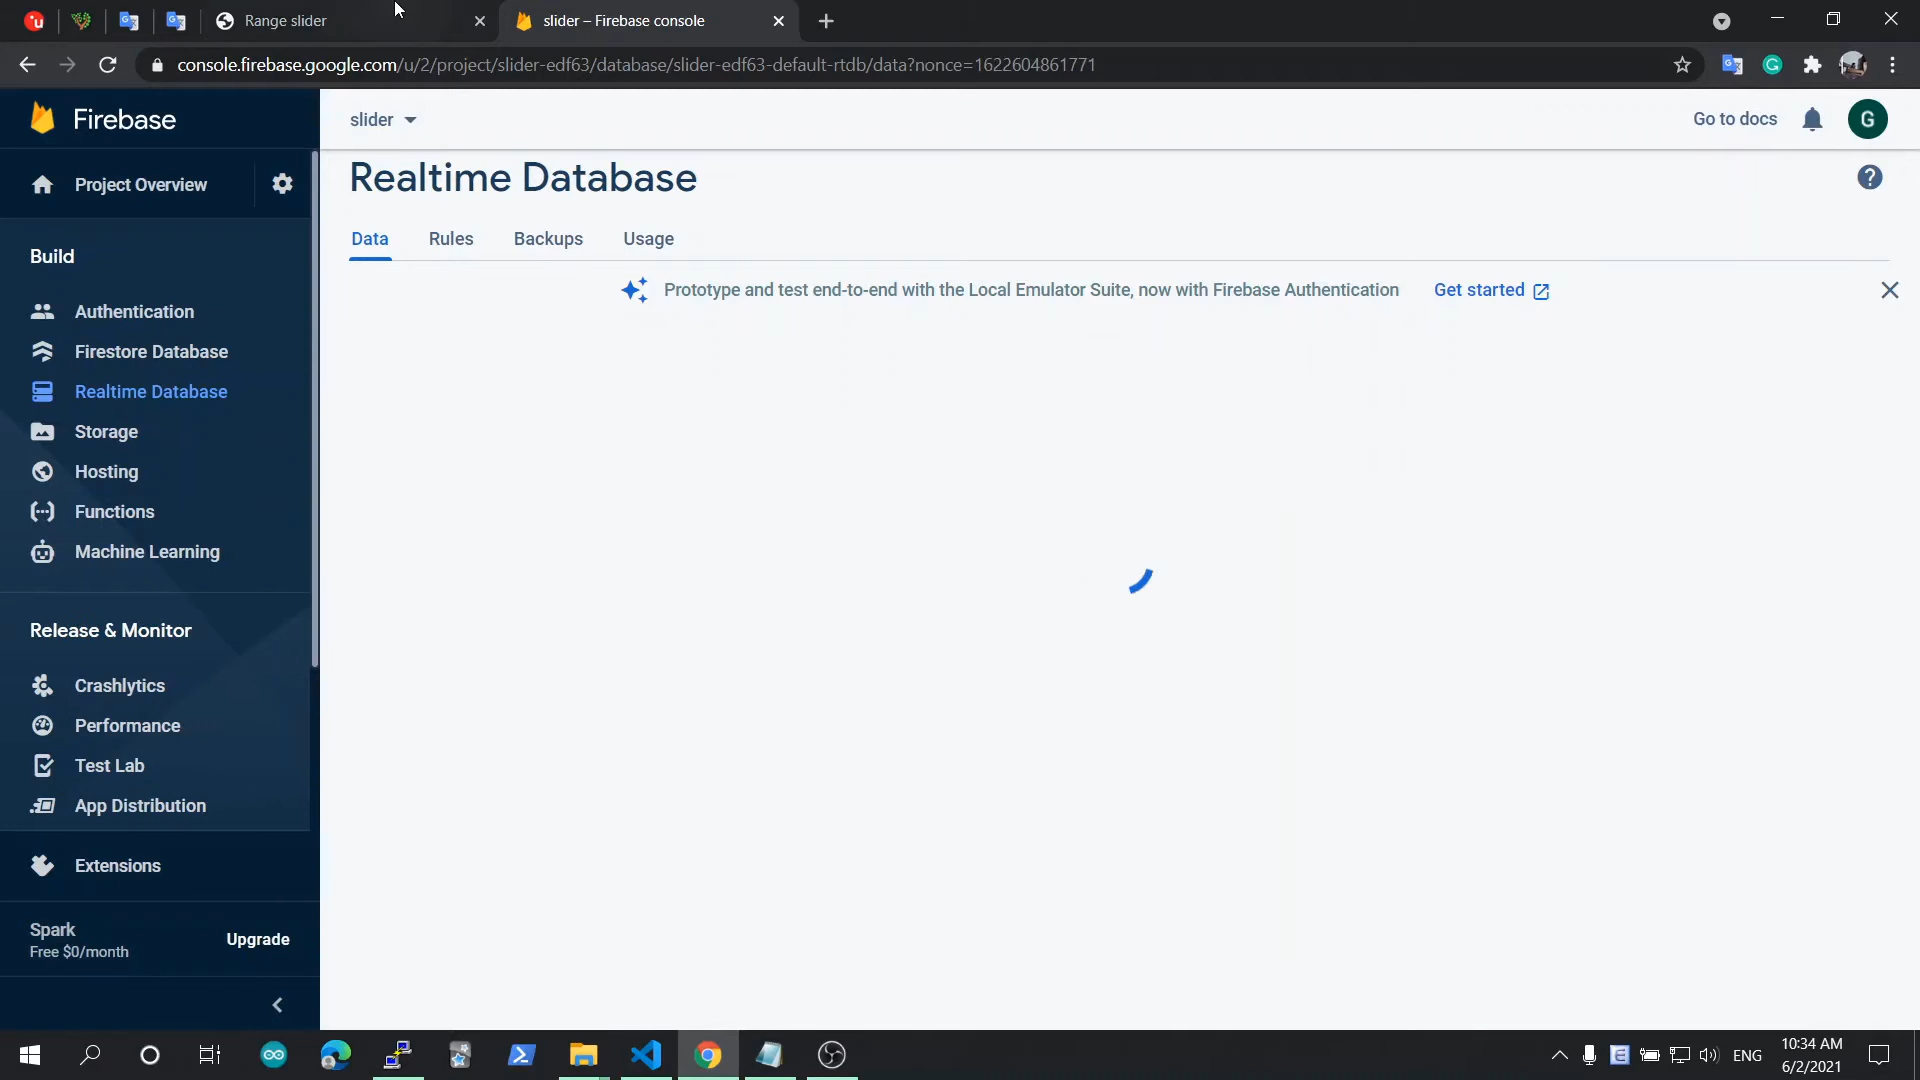 Range slider
slider – Firebase console
console.firebase.google.com/u/2/project/slider-edf63/database/slider-edf63-default-rtdb/data?nonce=1622604861771
Firebase
slider
Go to docs
G
Project Overview
Realtime Database
Data
Rules
Backups
Usage
Prototype and test end-to-end with the Local Emulator Suite, now with Firebase Authentication
Get started
Build
Authentication
Firestore Database
Realtime Database
Storage
Hosting
Functions
Machine Learning
Release & Monitor
Crashlytics
Performance
Test Lab
App Distribution
Extensions
Spark
Free $0/month
Upgrade
ENG
10:34 AM
6/2/2021